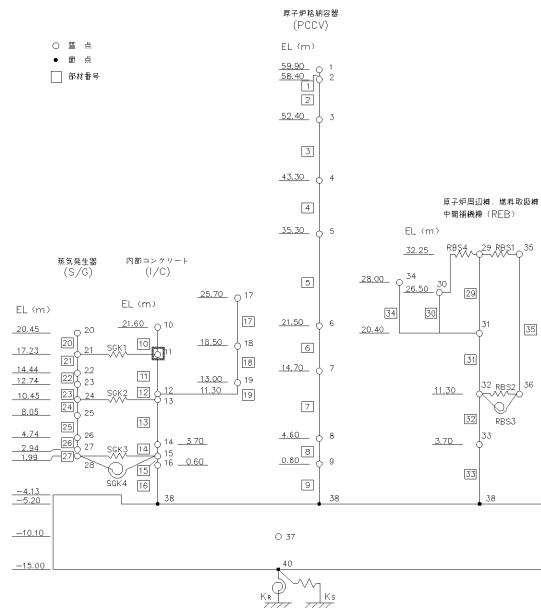 原子炉格納容器
(PCCV)
EL (m)
○ 質 点
● 節 点
□ 部材番号
59.90 1
58.40 2
1
2
52.40 3
3
43.30 4
4
35.30 5
5
21.50 6
6
14.70 7
7
4.60 8
8
0.80 9
9
38
原子炉周辺棟、燃料取扱棟
中間補機棟 (REB)
EL (m)
RBS4 29 RBS1 35
32.25
28.00 34
26.50 30
29
34 30 35
20.40 31
31
11.30 32 RBS2 36
RBS3
32
3.70 33
33
38
蒸気発生器
(S/G)
EL (m)
20.45 20
20
17.23 21 SGK1
21
14.44 22
22
12.74 23
23
10.45 24 SGK2
24
8.05 25
25
4.74 26
26
2.94 27 SGK3
27
1.99 28
SGK4
内部コンクリート
(I/C)
EL (m)
21.60 10
10
11
11
12
12
13
13
14 3.70
14
15
15
16 0.60
16
38
25.70 17
17
18.50 18
18
13.00 19
11.30 19
-4.13
-5.20
-10.10 37
-15.00 40
KR KS